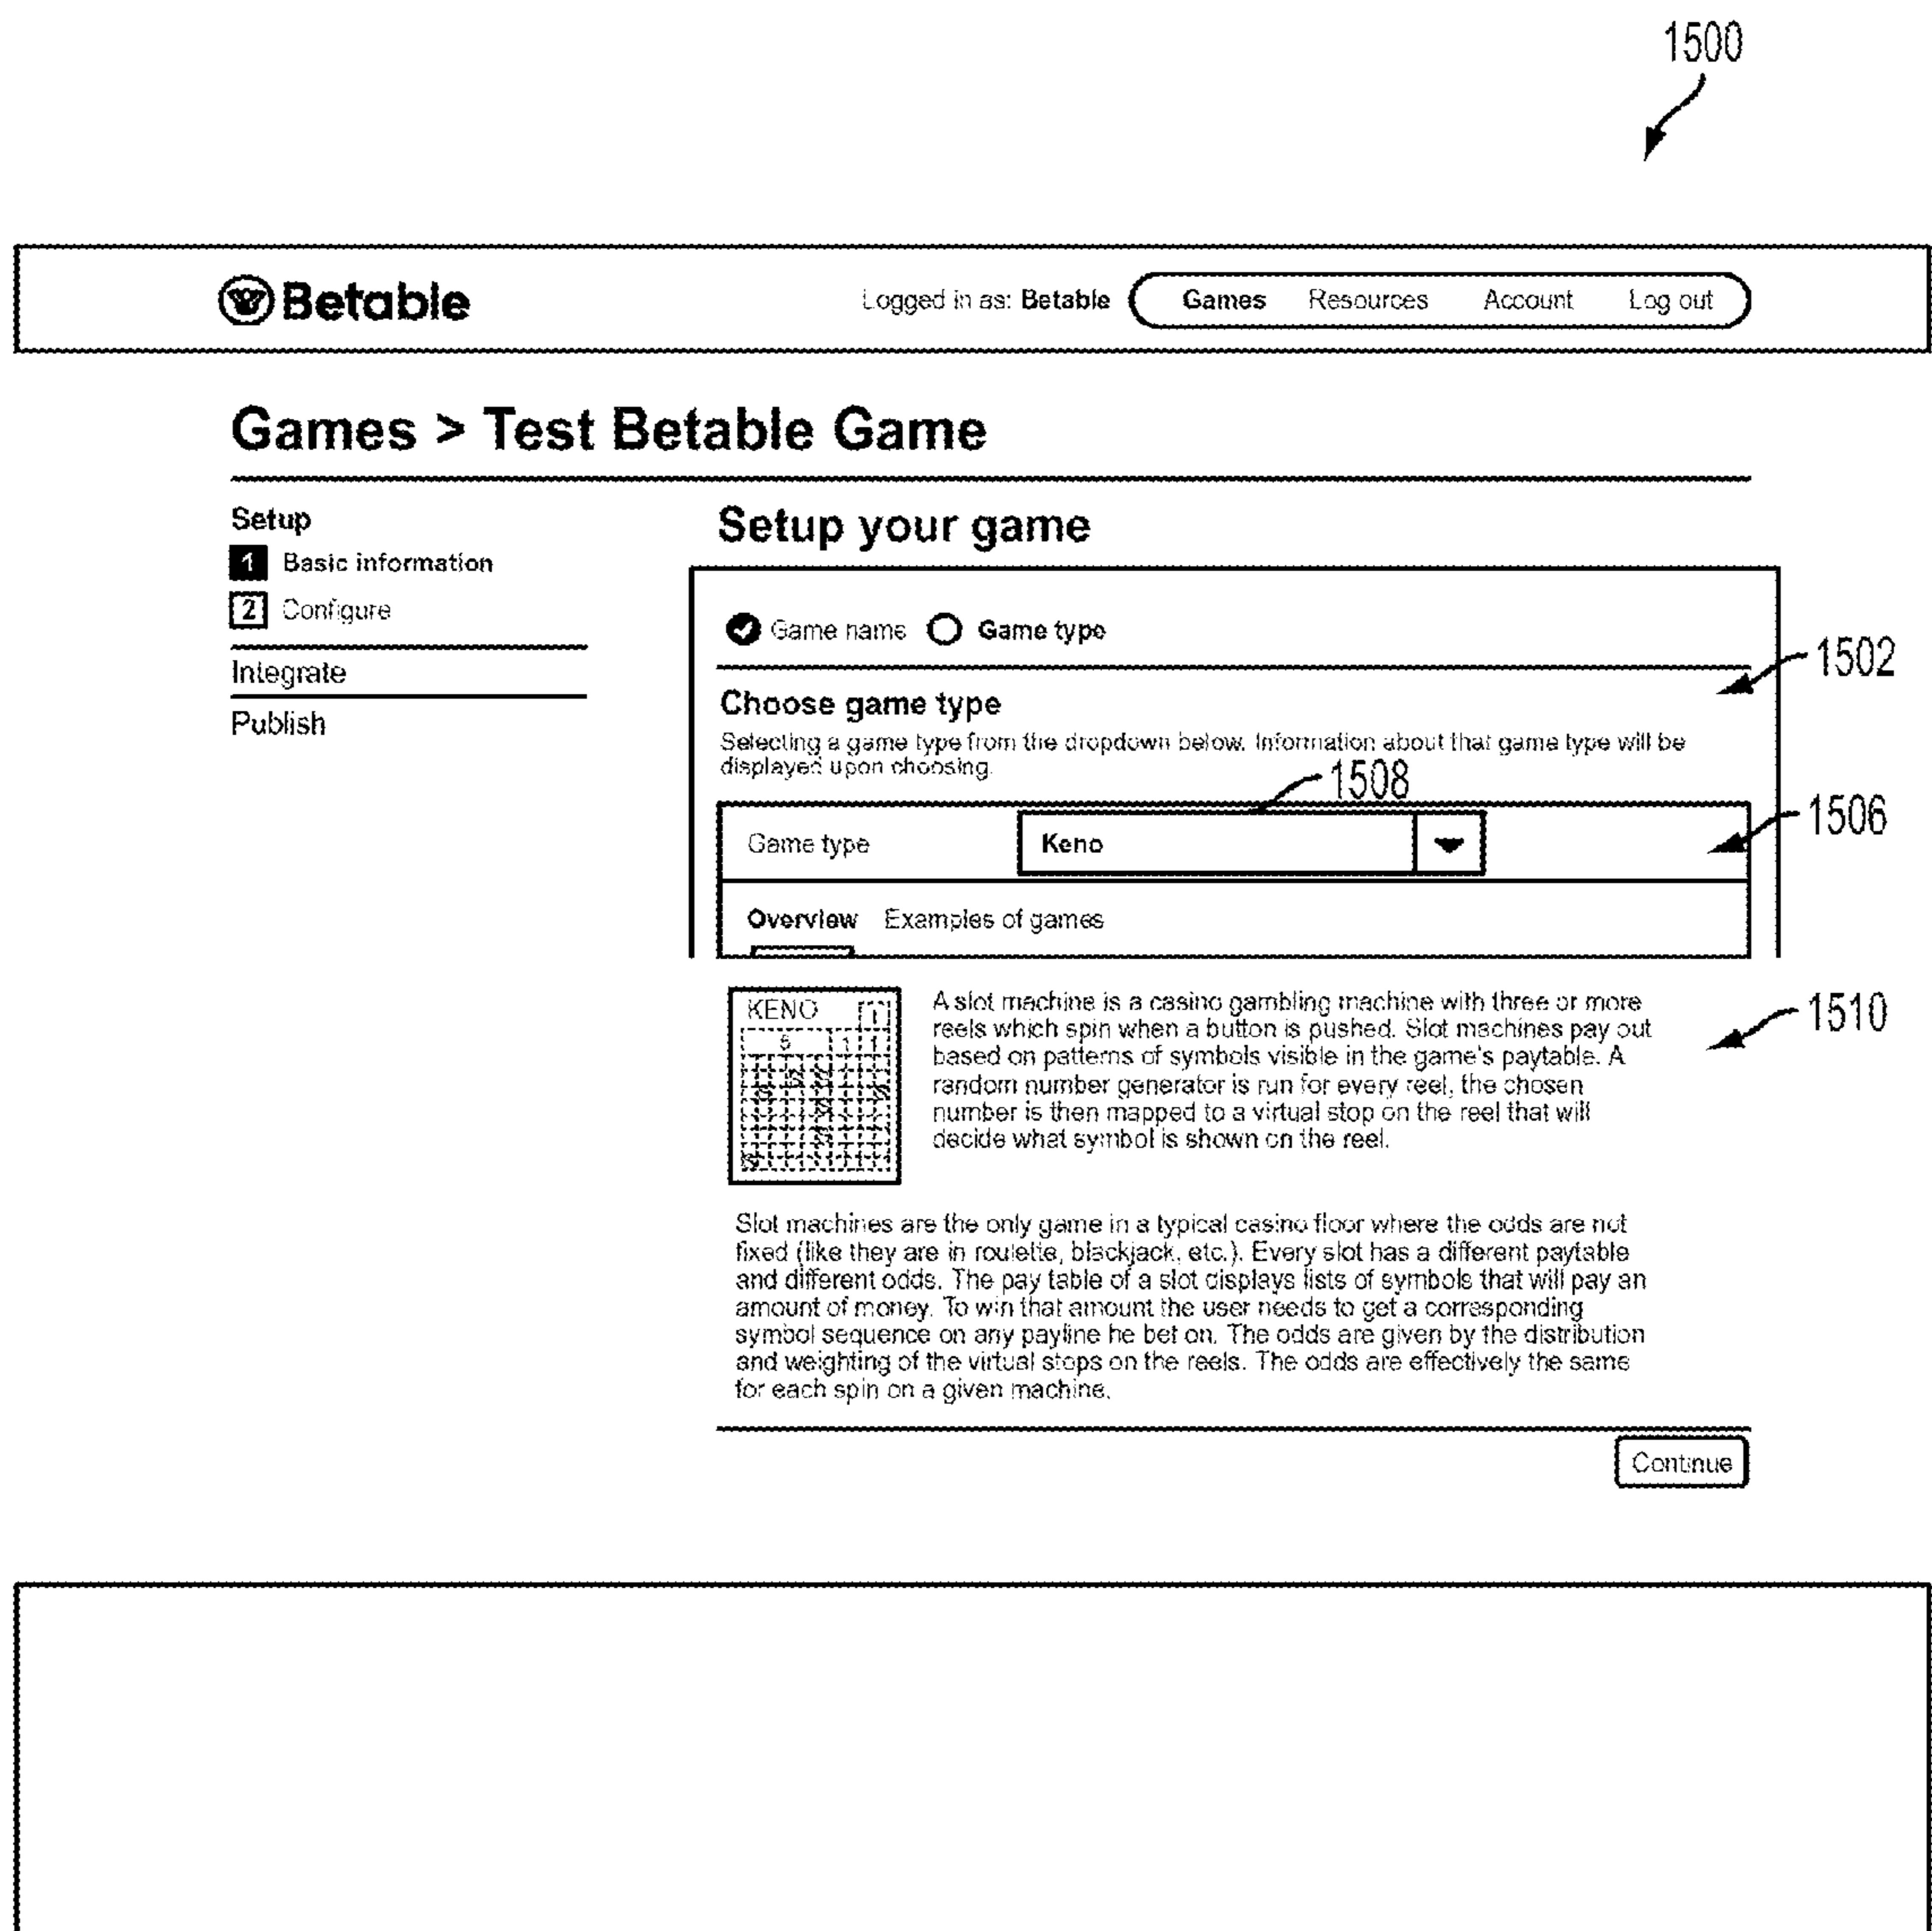 1500
Betable
Logged in as: Betable Games Resources Account Log out
Games > Test Betable Game
Setup
1 Basic information
2 Configure
Integrate
Publish
Setup your game
Game name Game type
1502
Choose game type
Selecting a game type from the dropdown below. Information about that game type will be
displayed upon choosing.
1508
Game type Keno
1506
Overview Examples of games
KENO 1
5 1 1
A slot machine is a casino gambling machine with three or more
reels which spin when a button is pushed. Slot machines pay out
based on patterns of symbols visible in the game's paytable. A
random number generator is run for every reel, the chosen
number is then mapped to a virtual stop on the reel that will
decide what symbol is shown on the reel.
1510
Slot machines are the only game in a typical casino floor where the odds are not
fixed (like they are in roulette, blackjack, etc.). Every slot has a different paytable
and different odds. The pay table of a slot displays lists of symbols that will pay an
amount of money. To win that amount the user needs to get a corresponding
symbol sequence on any payline he bet on. The odds are given by the distribution
and weighting of the virtual stops on the reels. The odds are effectively the same
for each spin on a given machine.
Continue